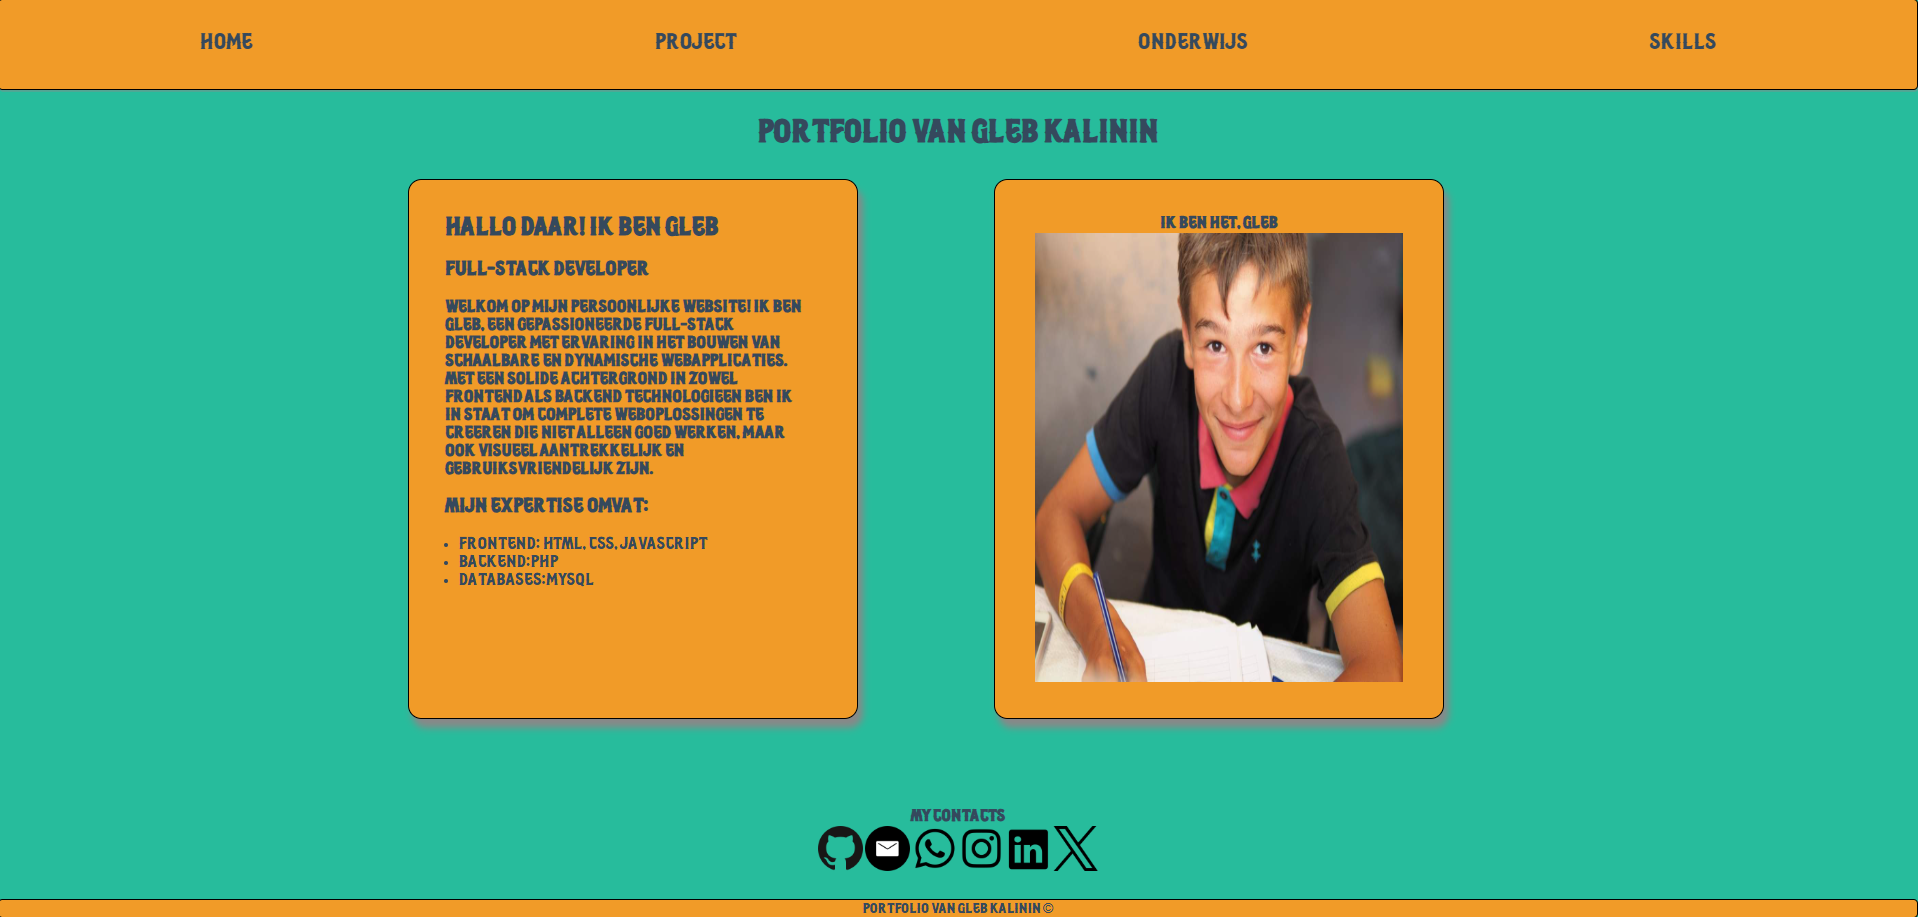 HOME PROJECT ONDERWIJS SKILLS
PORTFOLIO VAN GLEB KALININ
HALLO DAAR! IK BEN GLEB
FULL-STACK DEVELOPER
WELKOM OP MIJN PERSOONLIJKE WEBSITE! IK BEN
GLEB, EEN GEPASSIONEERDE FULL-STACK
DEVELOPER MET ERVARING IN HET BOUWEN VAN
SCHAALBARE EN DYNAMISCHE WEBAPPLICATIES.
MET EEN SOLIDE ACHTERGROND IN ZOWEL
FRONTEND ALS BACKEND TECHNOLOGIEEN BEN IK
IN STAAT OM COMPLETE WEBOPLOSSINGEN TE
CREEREN DIE NIET ALLEEN GOED WERKEN, MAAR
OOK VISUEEL AANTREKKELIJK EN
GEBRUIKSVRIENDELIJK ZIJN.
MIJN EXPERTISE OMVAT:
• FRONTEND: HTML, CSS,JAVASCRIPT
• BACKEND:PHP
• DATABASES:MYSQL
IK BEN HET, GLEB
MY CONTACTS
in
PORTFOLIO VAN GLEB KALININ ©